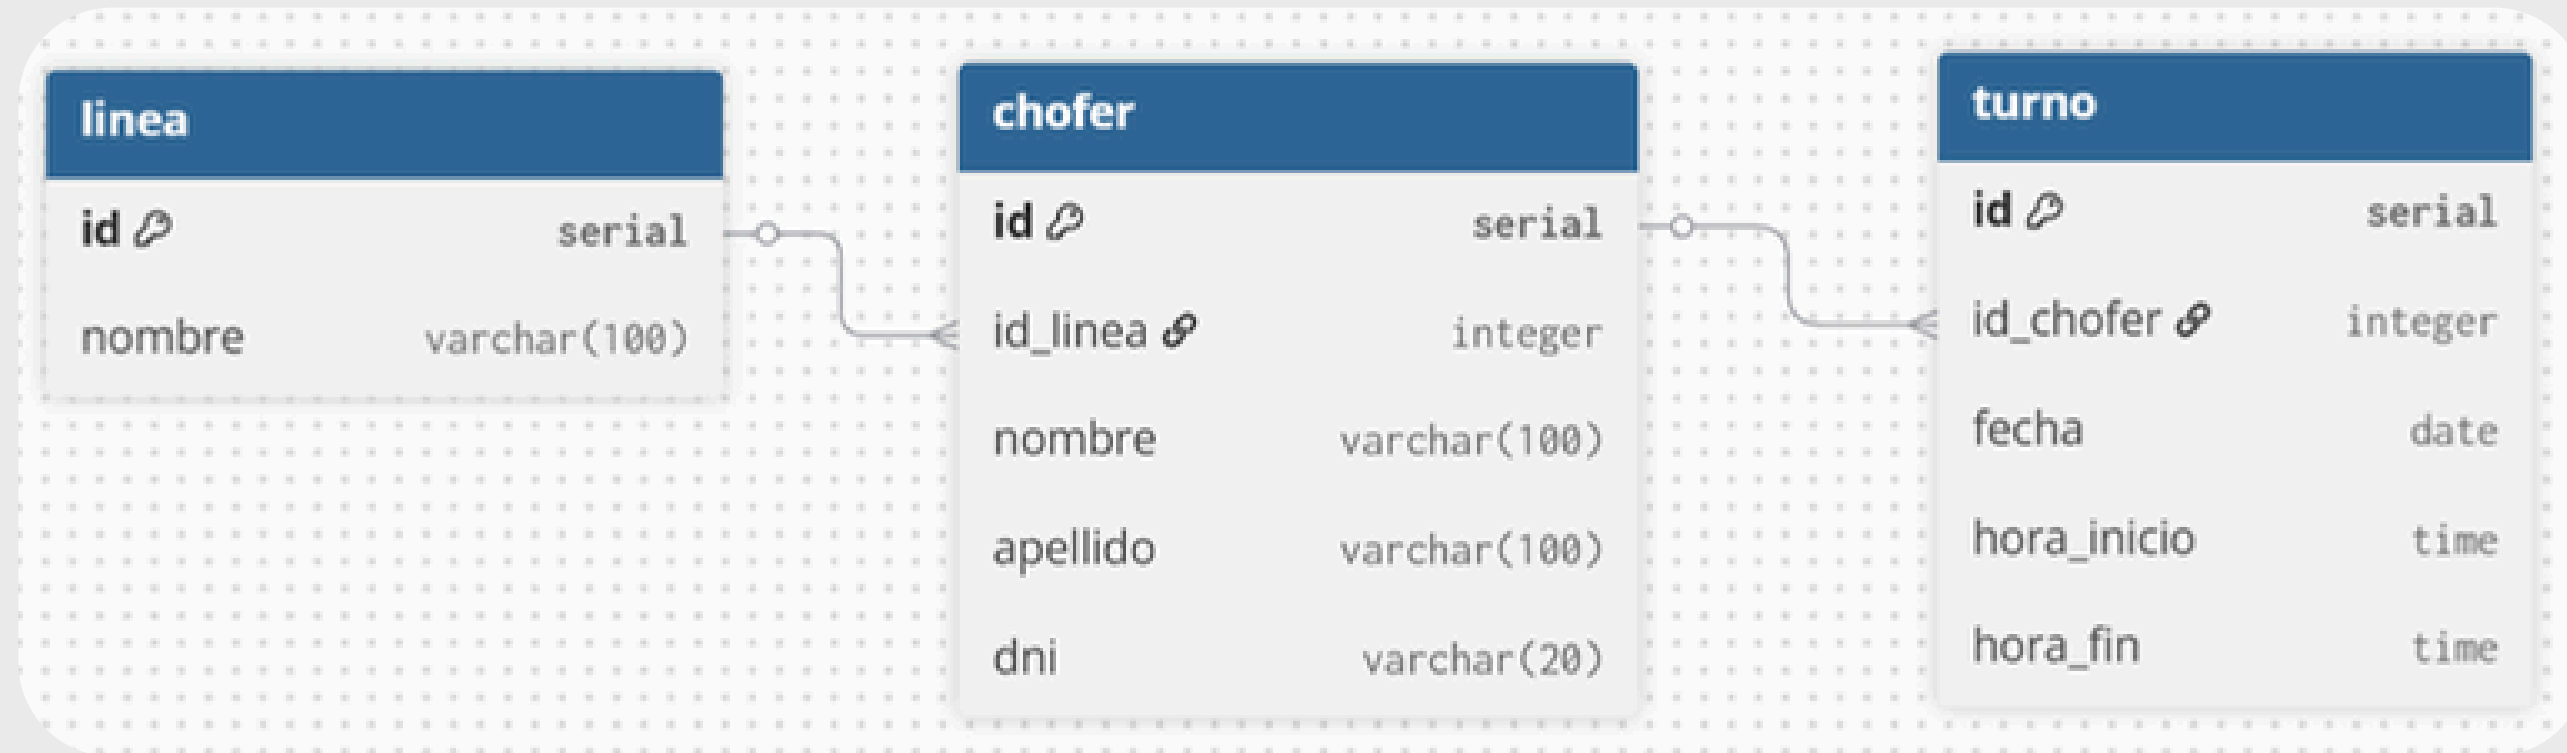 linea
id serial
nombre varchar(100)
chofer
id serial
id_linea integer
nombre varchar(100)
apellido varchar(100)
dni varchar(20)
turno
id serial
id_chofer integer
fecha date
hora_inicio time
hora_fin time